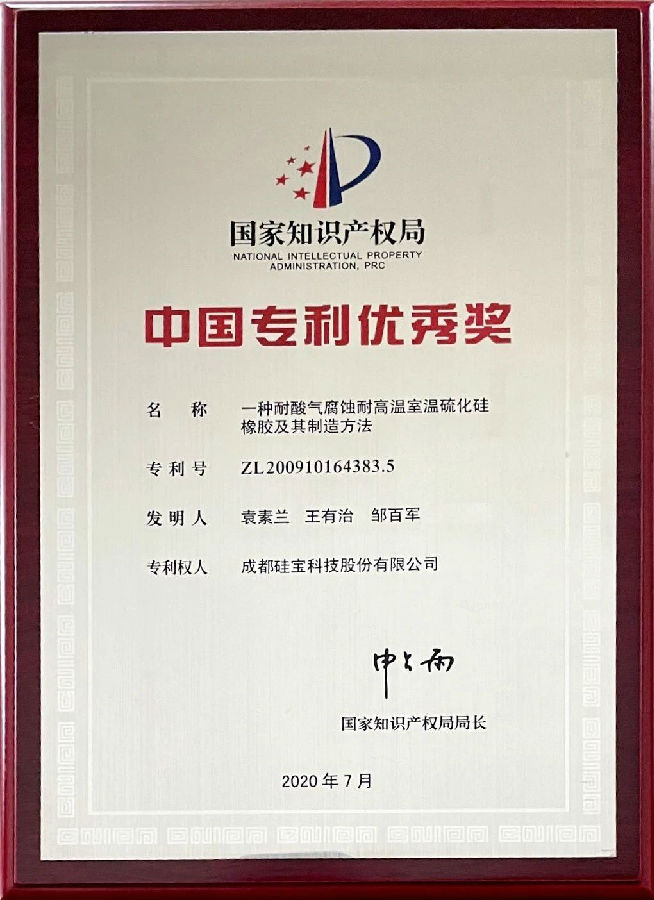 国家知识产权局
NATIONAL INTELLECTUAL PROPERTY
ADMINISTRATION, PRC
中国专利优秀奖
名 称 一种耐酸气腐蚀耐高温室温硫化硅
橡胶及其制造方法
专利号 ZL200910164383.5
发明人 袁素兰 王有治 邹百军
专利权人 成都硅宝科技股份有限公司
申长雨
国家知识产权局局长
2020年7月